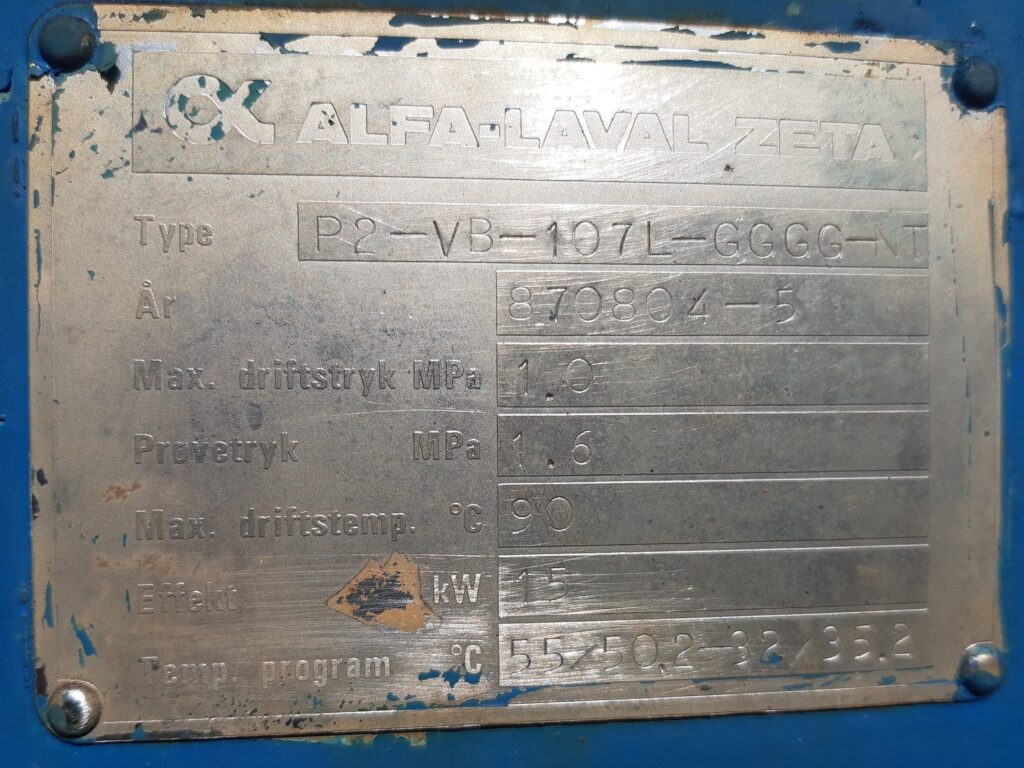 ALFA-LAVAL ZETA
Type P2-VB-107L-GGGG-NT
År 870804-5
Max. driftstryk MPa 1.0
Prøvetryk MPa 1.6
Max. driftstemp. °C 90
Effekt kW 15
Temp. program °C 55/50.2-32/35.2